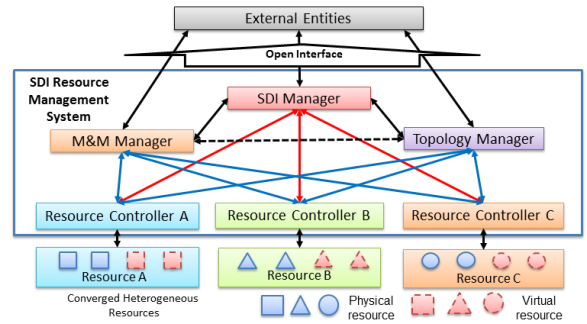 External Entities
Open Interface
SDI Resource
Management
System
SDI Manager
M&M Manager
Topology Manager
Resource Controller A
Resource Controller B
Resource Controller C
Resource A
Resource B
Resource C
Converged Heterogeneous
Resources
Physical
resource
Virtual
resource